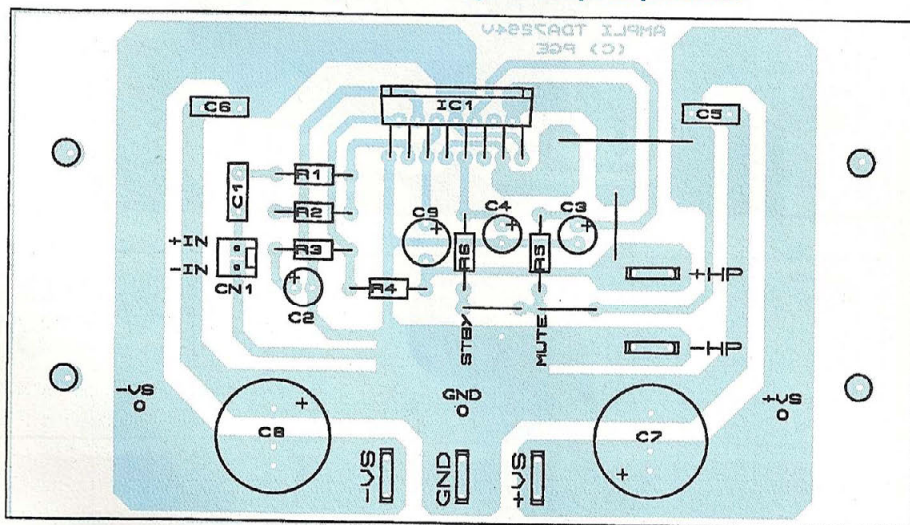 AMPLI TDA7294V
(C) PGE
C6
IC1
C5
C1
R1
R2
R3
+IN
-IN
CN1
C2
R4
C9
R6
C4
R5
C3
+HP
-HP
STBY
MUTE
-VS
GND
+VS
C8
C7
-VS
GND
+VS